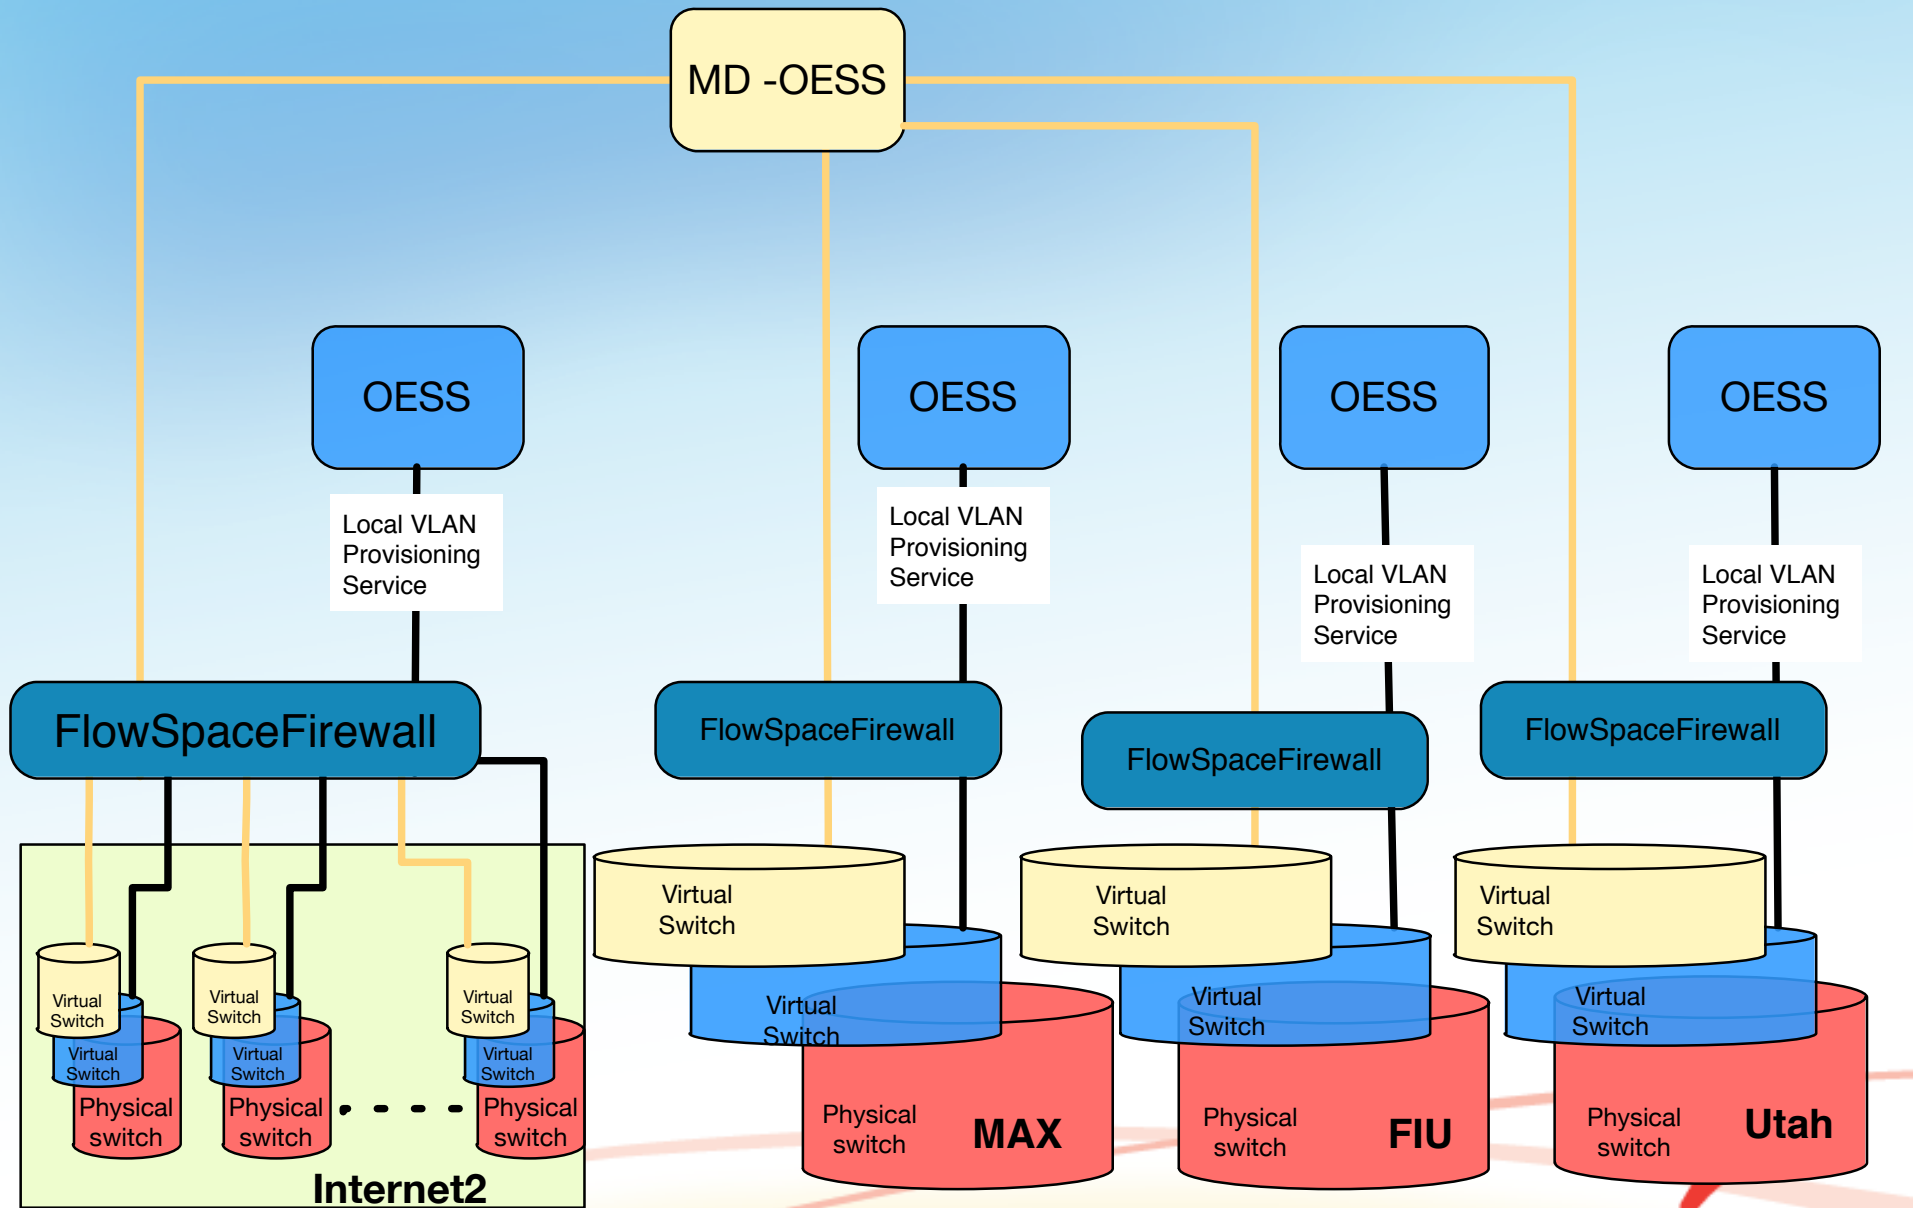 MD -OESS
OESS
OESS
OESS
OESS
Local VLAN
Provisioning
Service
Local VLAN
Provisioning
Service
Local VLAN
Provisioning
Service
Local VLAN
Provisioning
Service
FlowSpaceFirewall
FlowSpaceFirewall
FlowSpaceFirewall
FlowSpaceFirewall
Virtual
Switch
Virtual
Switch
Physical
switch
Virtual
Switch
Virtual
Switch
Physical
switch
Virtual
Switch
Virtual
Switch
Physical
switch
Internet2
Virtual
Switch
Virtual
Switch
Physical
switch
MAX
Virtual
Switch
Virtual
Switch
Physical
switch
FIU
Virtual
Switch
Virtual
Switch
Physical
switch
Utah